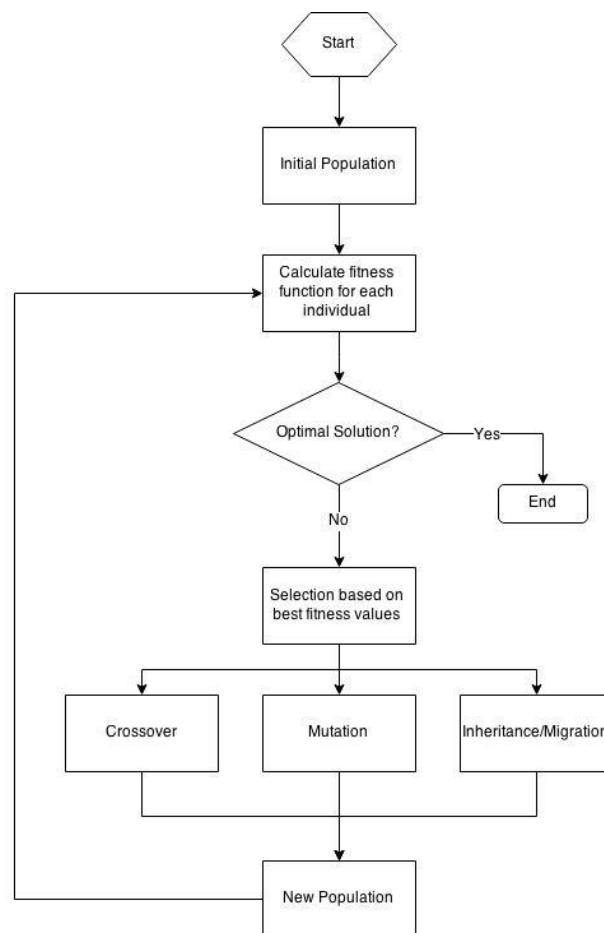 Start
Initial Population
Calculate fitness
function for each
individual
Optimal Solution?
Yes
End
No
Selection based on
best fitness values
Crossover
Mutation
Inheritance/Migration
New Population